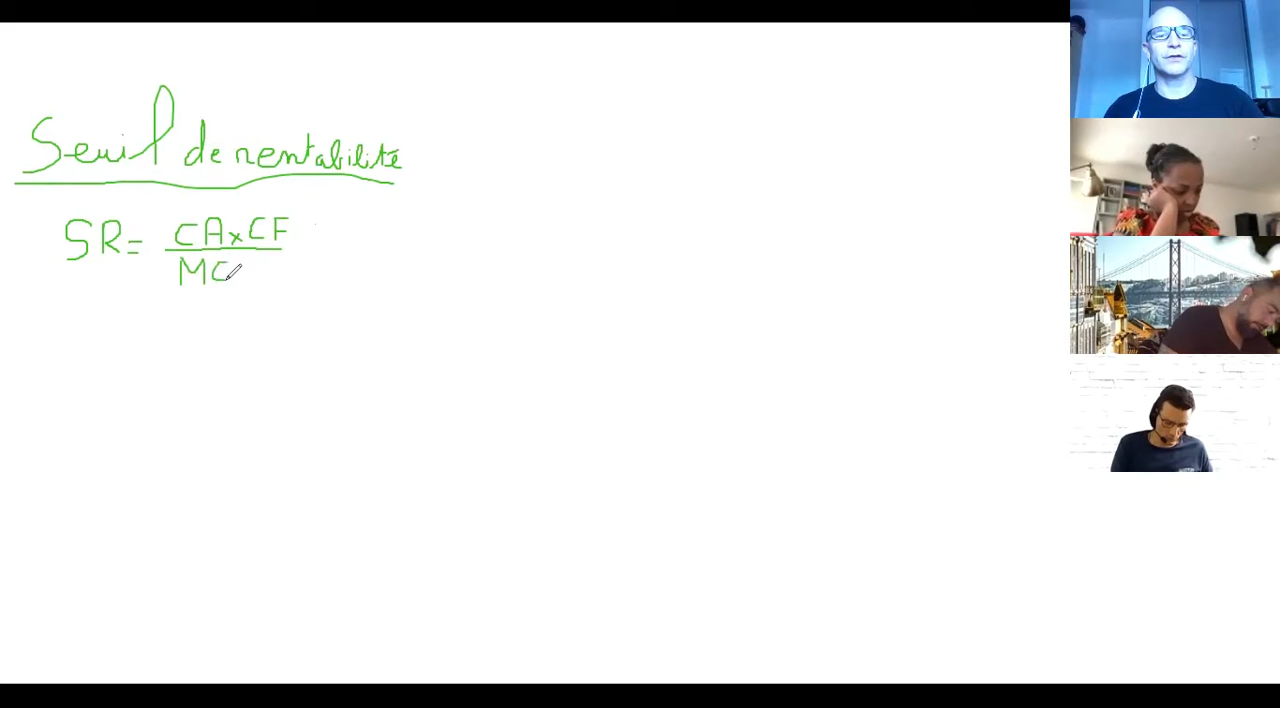 Seuil de rentabilité
SR = CA x CF
MC